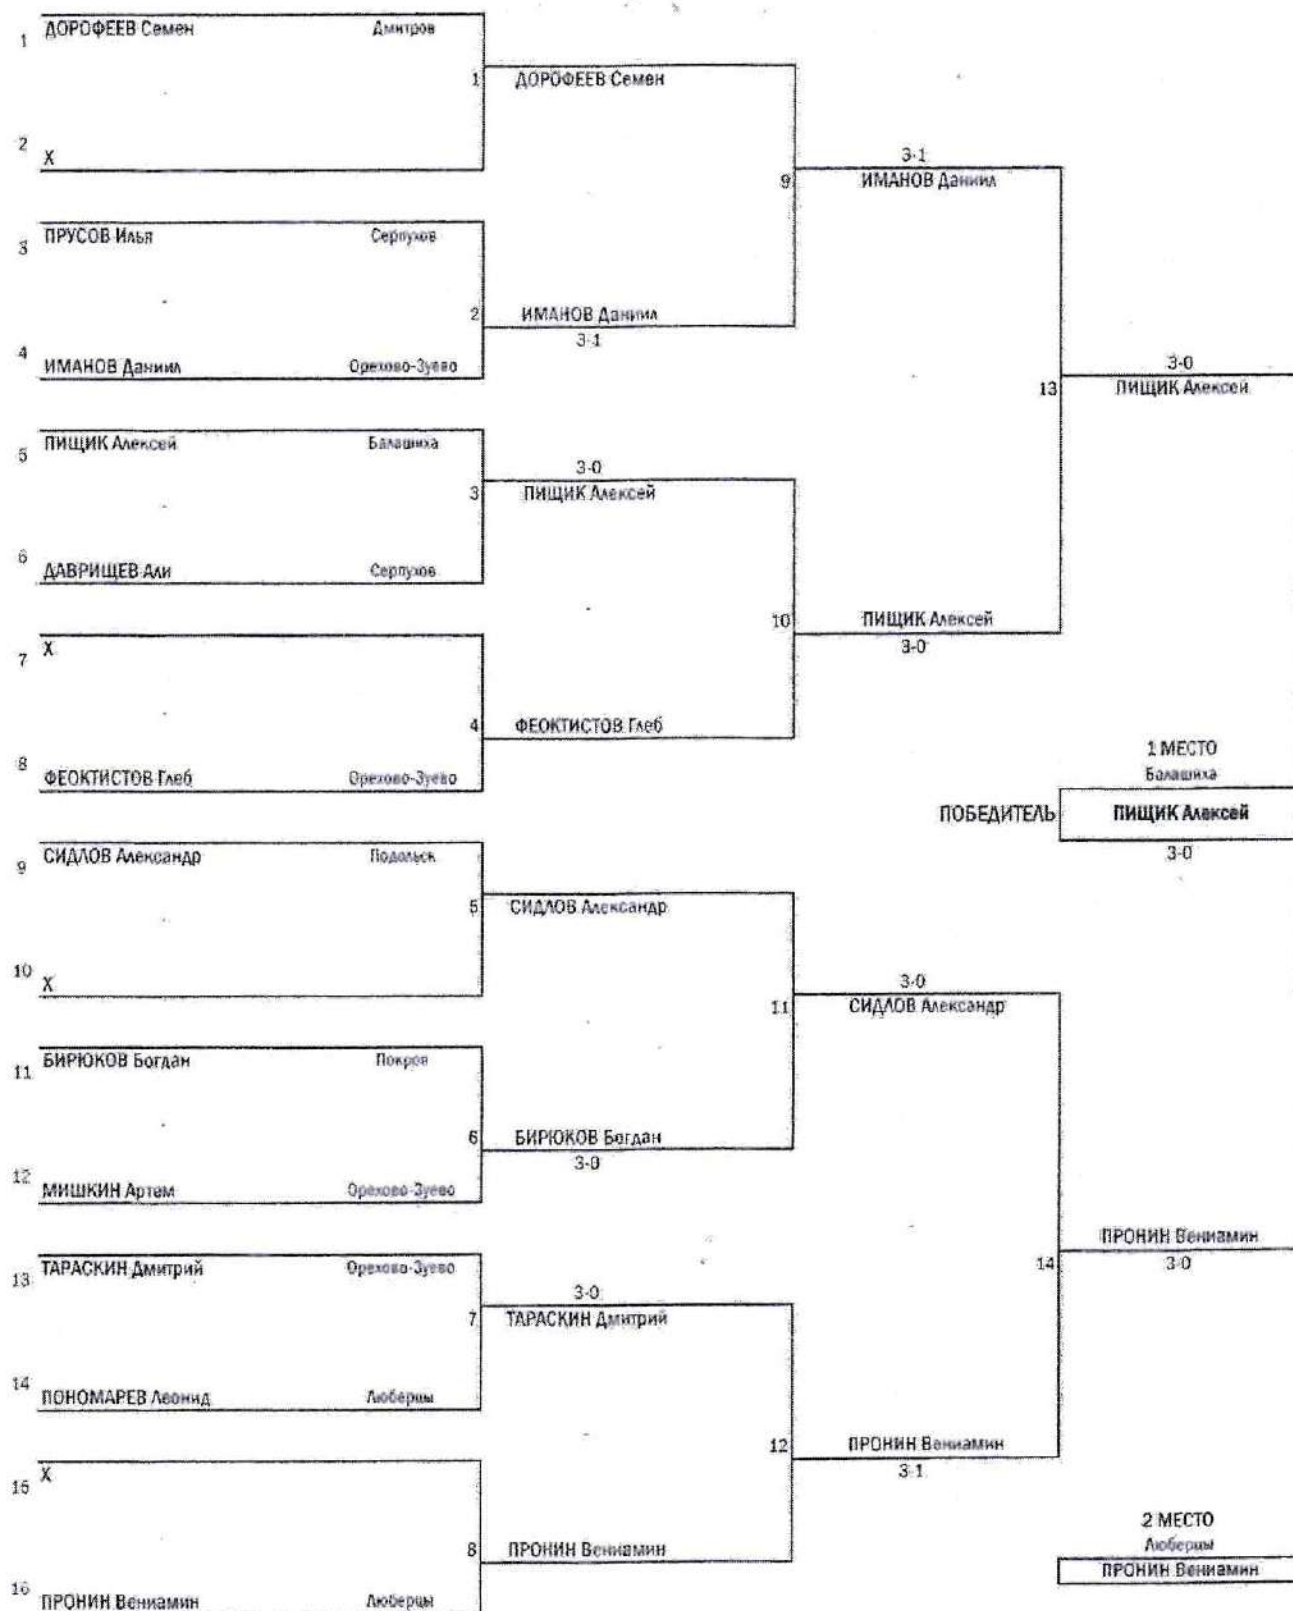 1 ДОРОФЕЕВ Семен Дмитров
2 X
3 ПРУСОВ Илья Серпухов
4 ИМАНОВ Даниил Орехово-Зуево
5 ПИЩИК Алексей Балашиха
6 ДАВРИЩЕВ Али Серпухов
7 X
8 ФЕОКТИСТОВ Глеб Орехово-Зуево
9 СИДЛОВ Александр Подольск
10 X
11 БИРЮКОВ Богдан Покров
12 МИШКИН Артем Орехово-Зуево
13 ТАРАСКИН Дмитрий Орехово-Зуево
14 ПОНОМАРЕВ Леонид Люберцы
15 X
16 ПРОНИН Вениамин Люберцы
1 ДОРОФЕЕВ Семен
2 ИМАНОВ Даниил
3-1
3-0
3 ПИЩИК Алексей
4 ФЕОКТИСТОВ Глеб
5 СИДЛОВ Александр
6 БИРЮКОВ Богдан
3-0
3-0
7 ТАРАСКИН Дмитрий
8 ПРОНИН Вениамин
3-1
9 ИМАНОВ Даниил
10 ПИЩИК Алексей
3-0
3-0
11 СИДЛОВ Александр
12 ПРОНИН Вениамин
3-1
3-0
13 ПИЩИК Алексей
1 МЕСТО
Балашиха
ПОБЕДИТЕЛЬ ПИЩИК Алексей
3-0
14 ПРОНИН Вениамин
3-0
2 МЕСТО
Люберцы
ПРОНИН Вениамин